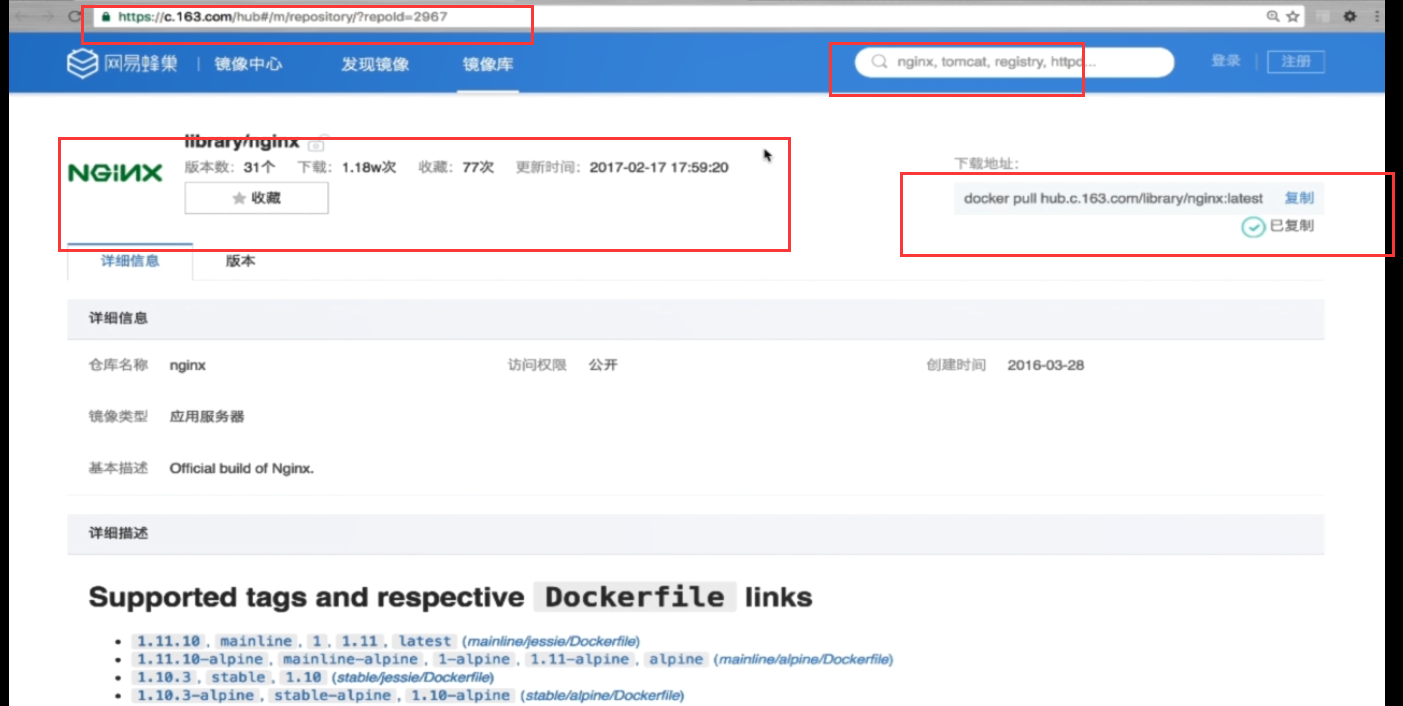 https://c.163.com/hub#/m/repository/?repoId=2967
网易蜂巢 | 镜像中心 发现镜像 镜像库 nginx, tomcat, registry, httpd... 登录 | 注册
library/nginx
NGINX 版本数: 31个 下载: 1.18w次 收藏: 77次 更新时间: 2017-02-17 17:59:20 下载地址:
★ 收藏 docker pull hub.c.163.com/library/nginx:latest 复制
已复制
详细信息 版本
详细信息
仓库名称 nginx 访问权限 公开 创建时间 2016-03-28
镜像类型 应用服务器
基本描述 Official build of Nginx.
详细描述
Supported tags and respective Dockerfile links
• 1.11.10, mainline, 1, 1.11, latest (mainline/jessie/Dockerfile)
• 1.11.10-alpine, mainline-alpine, 1-alpine, 1.11-alpine, alpine (mainline/alpine/Dockerfile)
• 1.10.3, stable, 1.10 (stable/jessie/Dockerfile)
• 1.10.3-alpine, stable-alpine, 1.10-alpine (stable/alpine/Dockerfile)